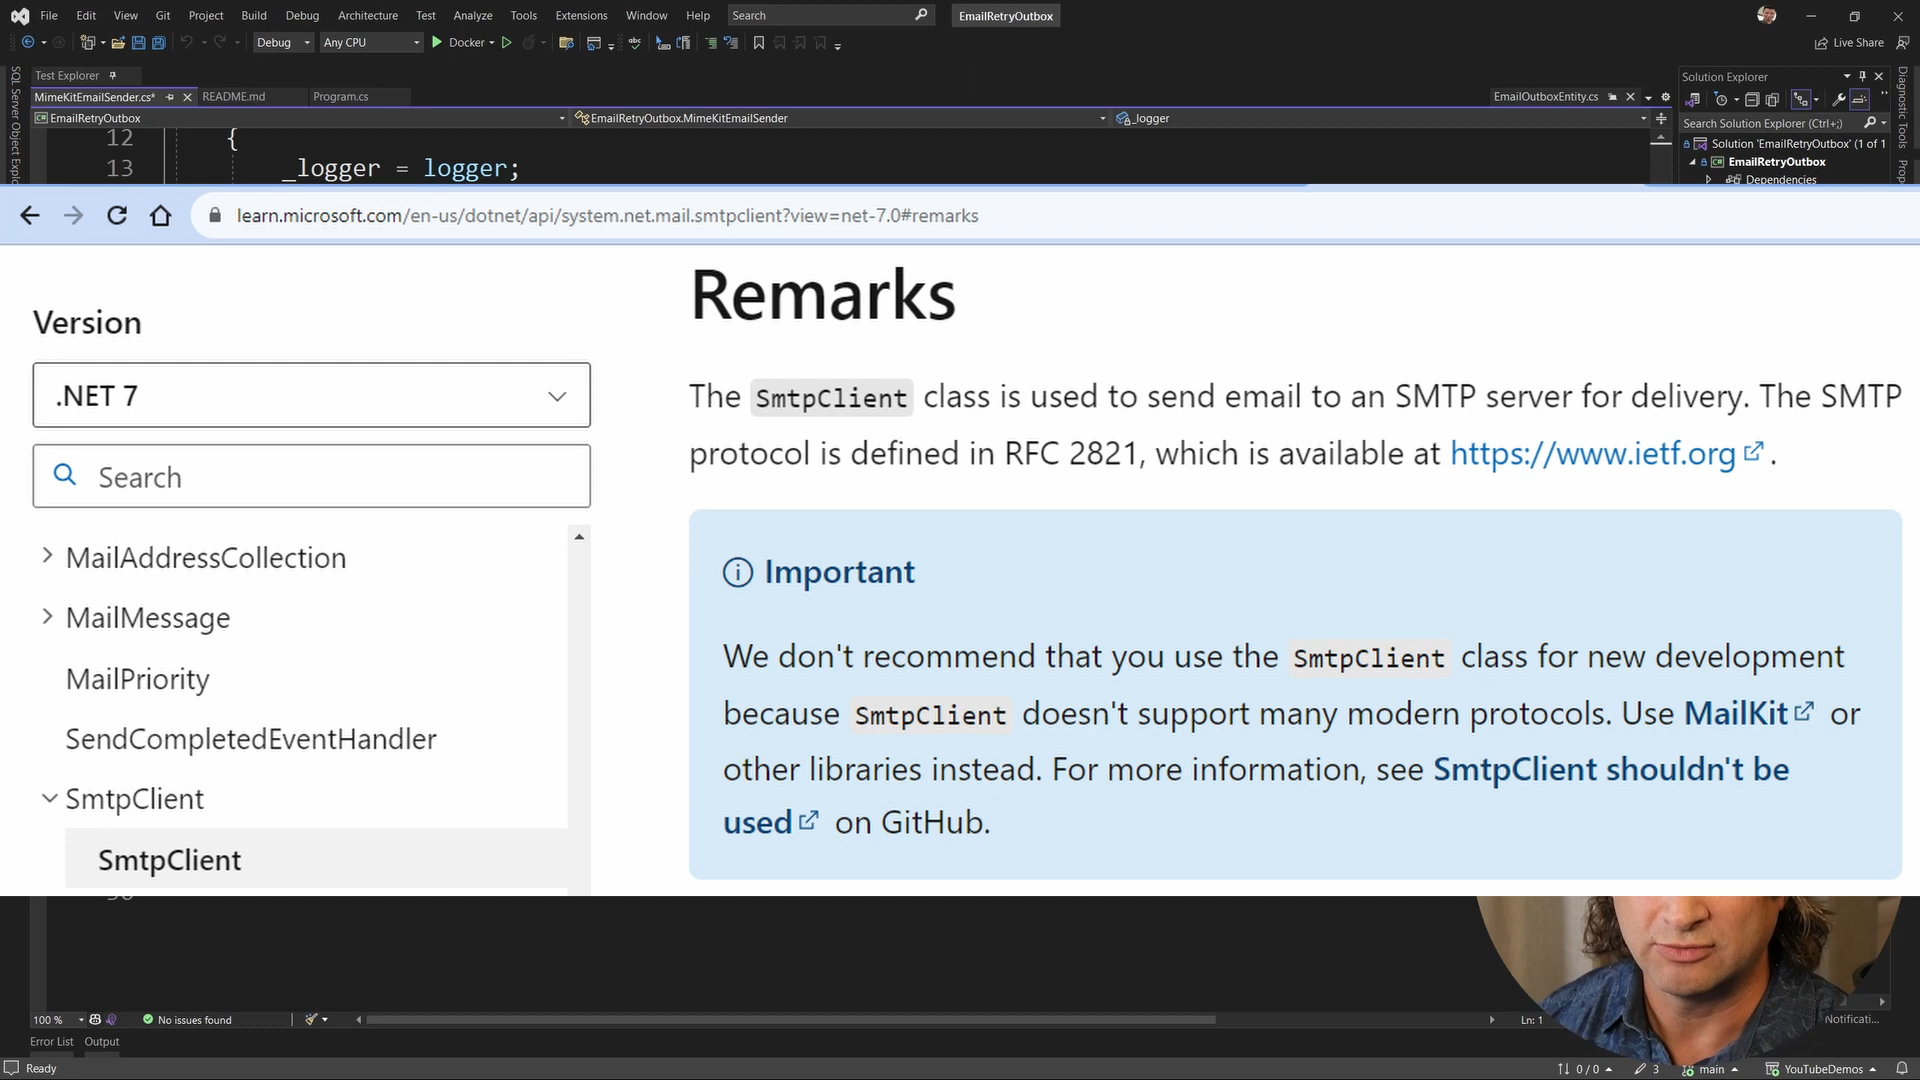 File Edit View Git Project Build Debug Architecture Test Analyze Tools Extensions Window Help Search EmailRetryOutbox
Debug Any CPU Docker Live Share
Test Explorer
MimeKitEmailSender.cs* README.md Program.cs EmailOutboxEntity.cs
EmailRetryOutbox EmailRetryOutbox.MimeKitEmailSender _logger
12 {
13 _logger = logger;
Solution Explorer
Search Solution Explorer (Ctrl+;)
Solution 'EmailRetryOutbox' (1 of 1
EmailRetryOutbox
Dependencies
SQL Server Object Explo
Diagnostic Tools
Prop
learn.microsoft.com/en-us/dotnet/api/system.net.mail.smtpclient?view=net-7.0#remarks
Version
.NET 7
Search
MailAddressCollection
MailMessage
MailPriority
SendCompletedEventHandler
SmtpClient
SmtpClient
Remarks
The SmtpClient class is used to send email to an SMTP server for delivery. The SMTP
protocol is defined in RFC 2821, which is available at https://www.ietf.org .
Important
We don't recommend that you use the SmtpClient class for new development
because SmtpClient doesn't support many modern protocols. Use MailKit or
other libraries instead. For more information, see SmtpClient shouldn't be
used on GitHub.
100 % No issues found Ln: 1 Notificati...
Error List Output
Ready 0 / 0 3 main YouTubeDemos